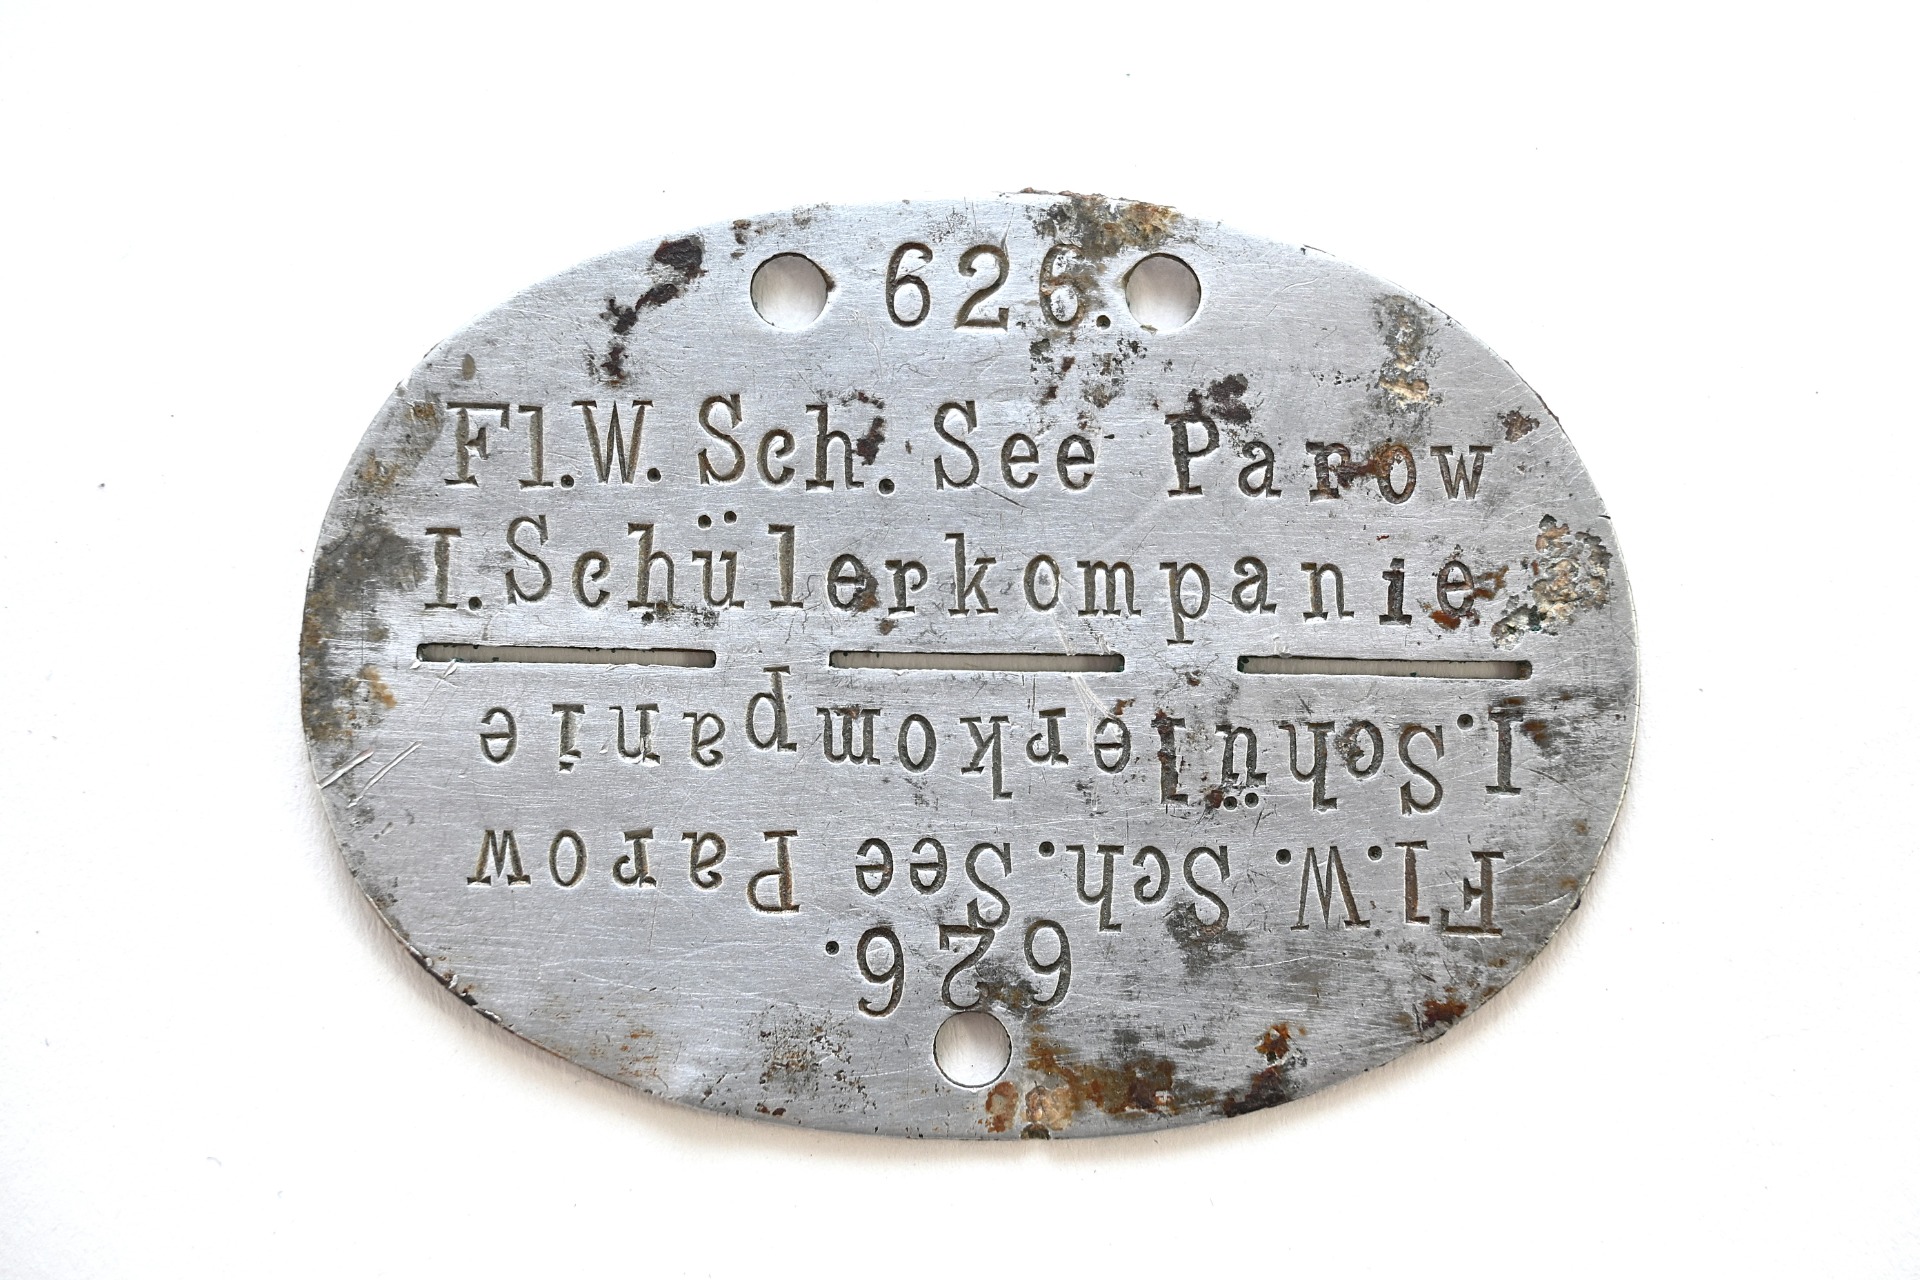 626.
Fl.W. Sch. See Parow
I.Schülerkompanie
I.Schülerkompanie
Fl.W. Sch. See Parow
626.